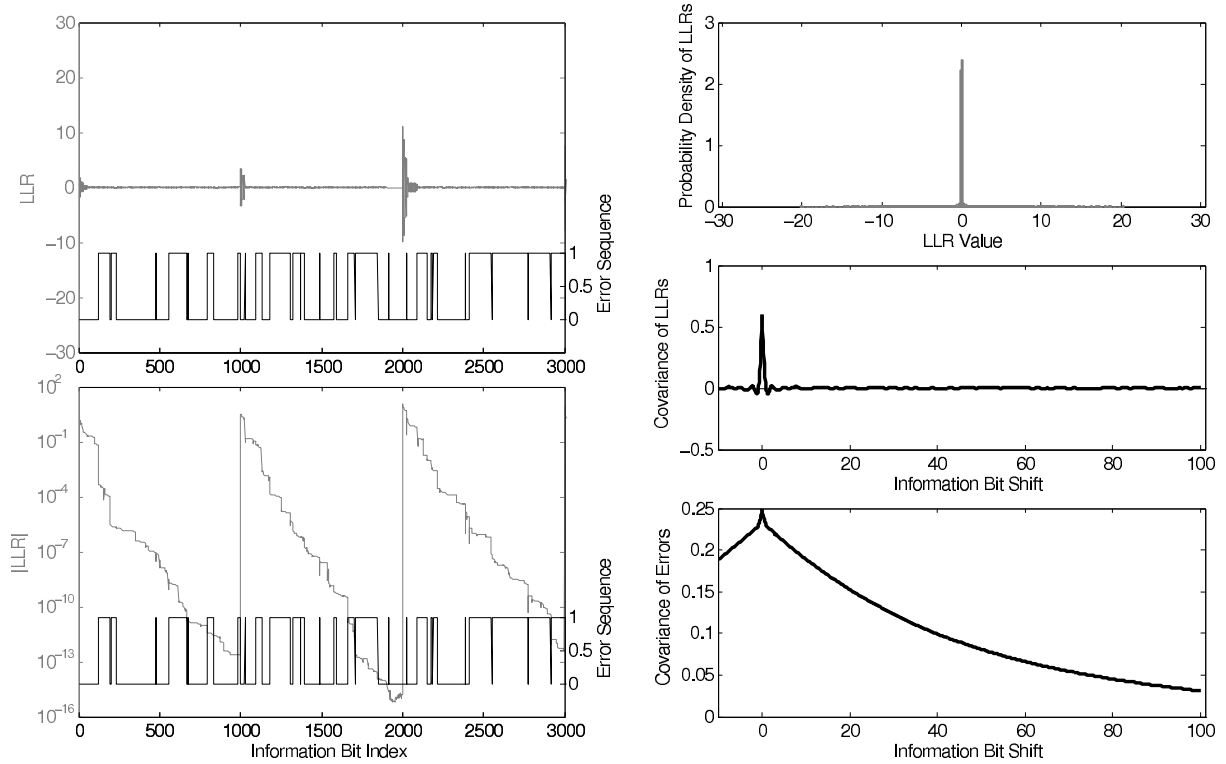 30
20
10
0
−10
−20
−30
LLR
1
0.5
0
Error Sequence
0 500 1000 1500 2000 2500 3000
10^2
10^−1
10^−4
10^−7
10^−10
10^−13
10^−16
|LLR|
1
0.5
0
Error Sequence
0 500 1000 1500 2000 2500 3000
Information Bit Index
3
2
1
0
Probability Density of LLRs
−30 −20 −10 0 10 20 30
LLR Value
1
0.5
0
−0.5
Covariance of LLRs
0 20 40 60 80 100
Information Bit Shift
0.25
0.2
0.15
0.1
0.05
0
Covariance of Errors
0 20 40 60 80 100
Information Bit Shift